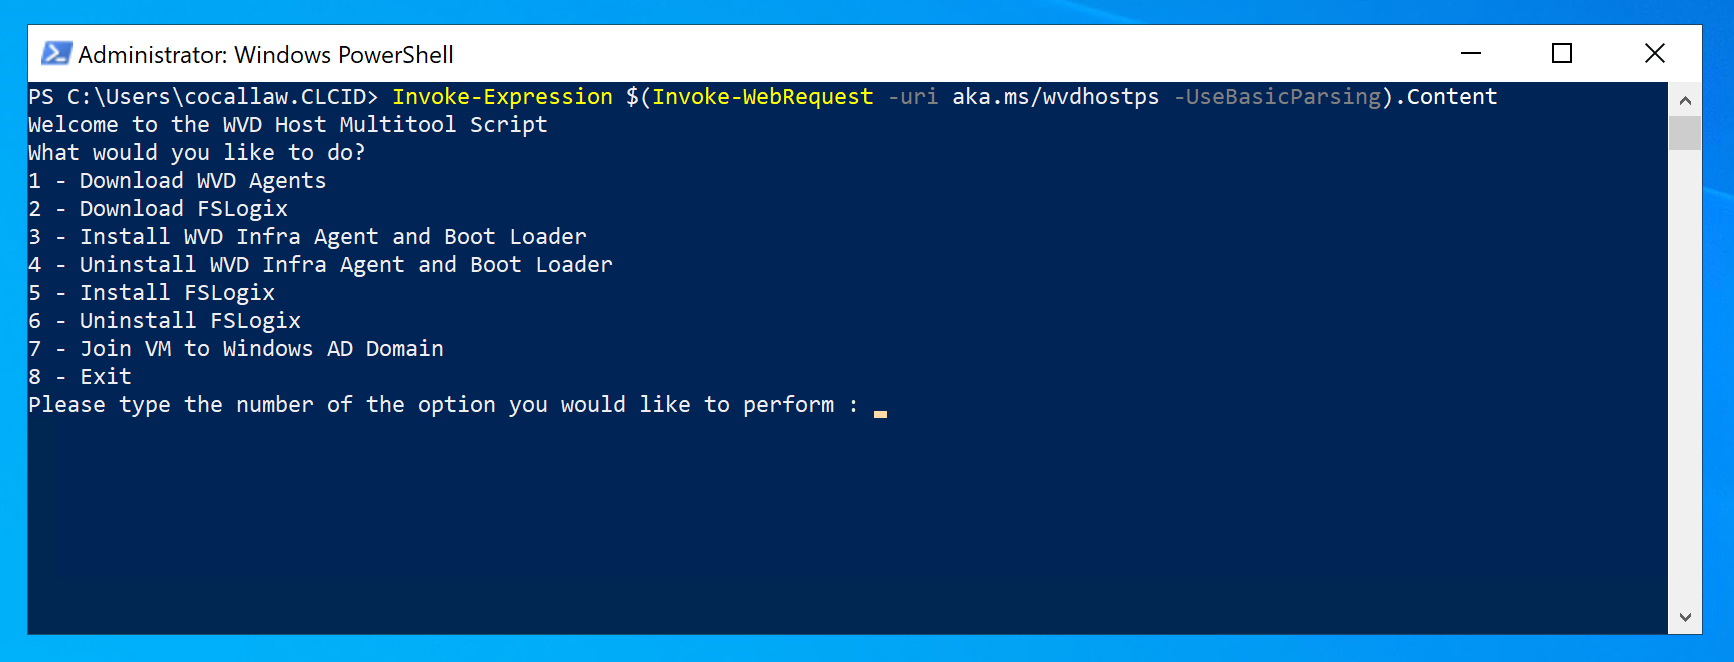 Administrator: Windows PowerShell
PS C:\Users\cocallaw.CLCID> Invoke-Expression $(Invoke-WebRequest -uri aka.ms/wvdhostps -UseBasicParsing).Content
Welcome to the WVD Host Multitool Script
What would you like to do?
1 - Download WVD Agents
2 - Download FSLogix
3 - Install WVD Infra Agent and Boot Loader
4 - Uninstall WVD Infra Agent and Boot Loader
5 - Install FSLogix
6 - Uninstall FSLogix
7 - Join VM to Windows AD Domain
8 - Exit
Please type the number of the option you would like to perform :